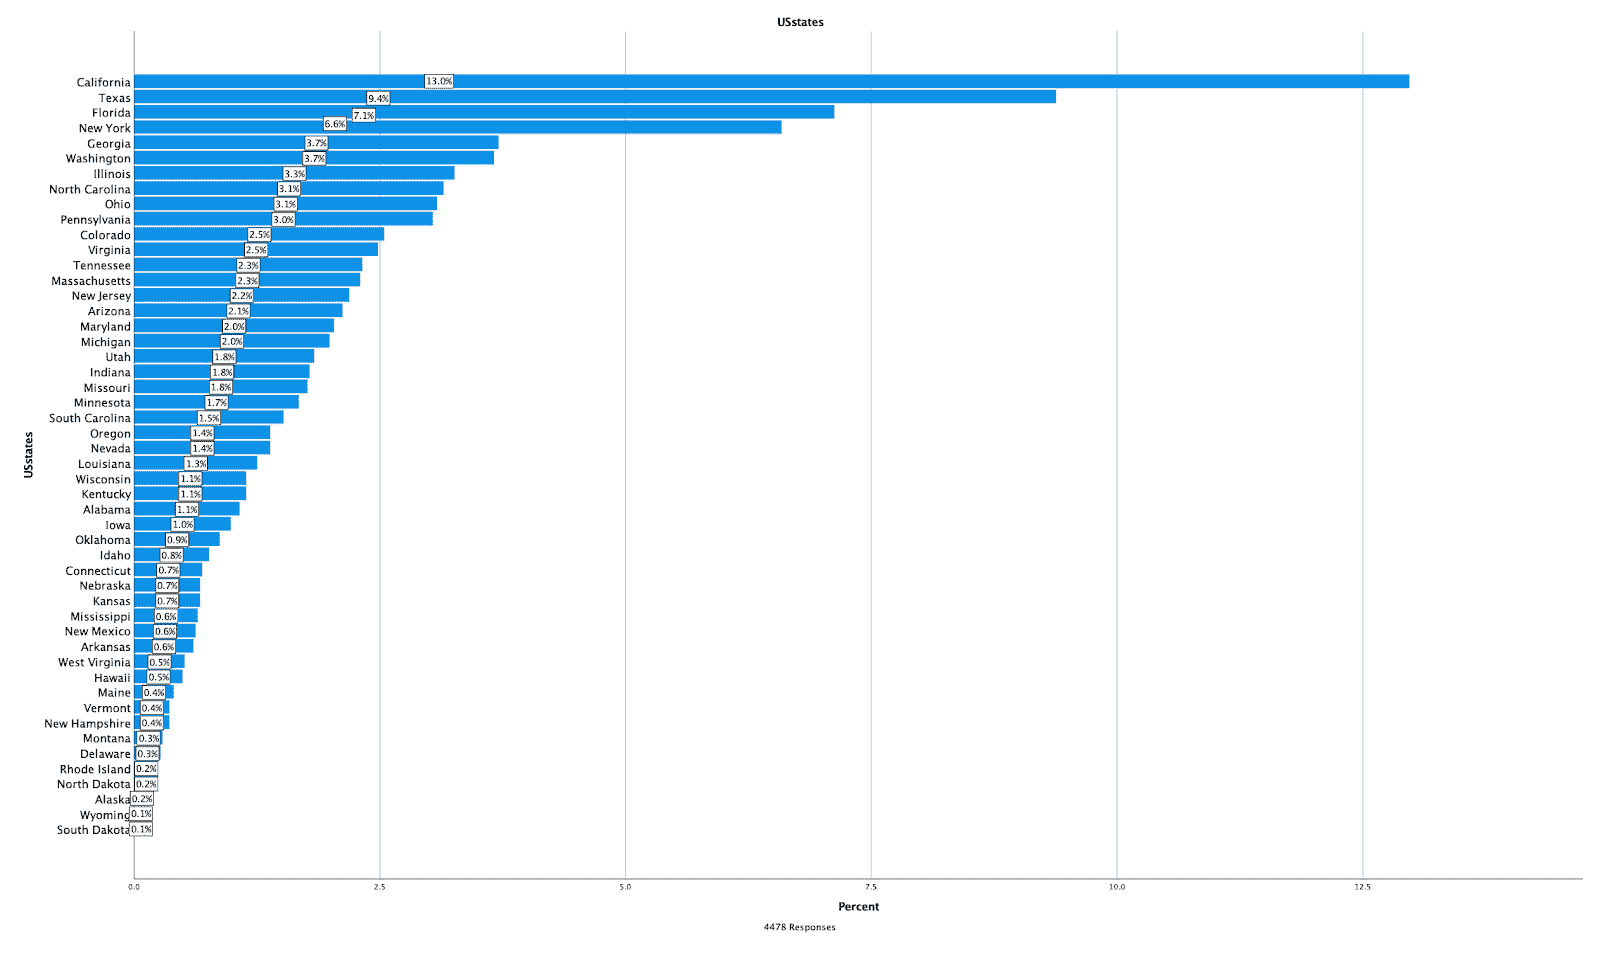 USstates
California 13.0%
Texas 9.4%
Florida 7.1%
New York 6.6%
Georgia 3.7%
Washington 3.7%
Illinois 3.3%
North Carolina 3.1%
Ohio 3.1%
Pennsylvania 3.0%
Colorado 2.5%
Virginia 2.5%
Tennessee 2.3%
Massachusetts 2.3%
New Jersey 2.2%
Arizona 2.1%
Maryland 2.0%
Michigan 2.0%
Utah 1.8%
Indiana 1.8%
Missouri 1.8%
Minnesota 1.7%
South Carolina 1.5%
Oregon 1.4%
Nevada 1.4%
Louisiana 1.3%
Wisconsin 1.1%
Kentucky 1.1%
Alabama 1.1%
Iowa 1.0%
Oklahoma 0.9%
Idaho 0.8%
Connecticut 0.7%
Nebraska 0.7%
Kansas 0.7%
Mississippi 0.6%
New Mexico 0.6%
Arkansas 0.6%
West Virginia 0.5%
Hawaii 0.5%
Maine 0.4%
Vermont 0.4%
New Hampshire 0.4%
Montana 0.3%
Delaware 0.3%
Rhode Island 0.2%
North Dakota 0.2%
Alaska 0.2%
Wyoming 0.1%
South Dakota 0.1%
USstates
0.0 2.5 5.0 7.5 10.0 12.5
Percent
4478 Responses